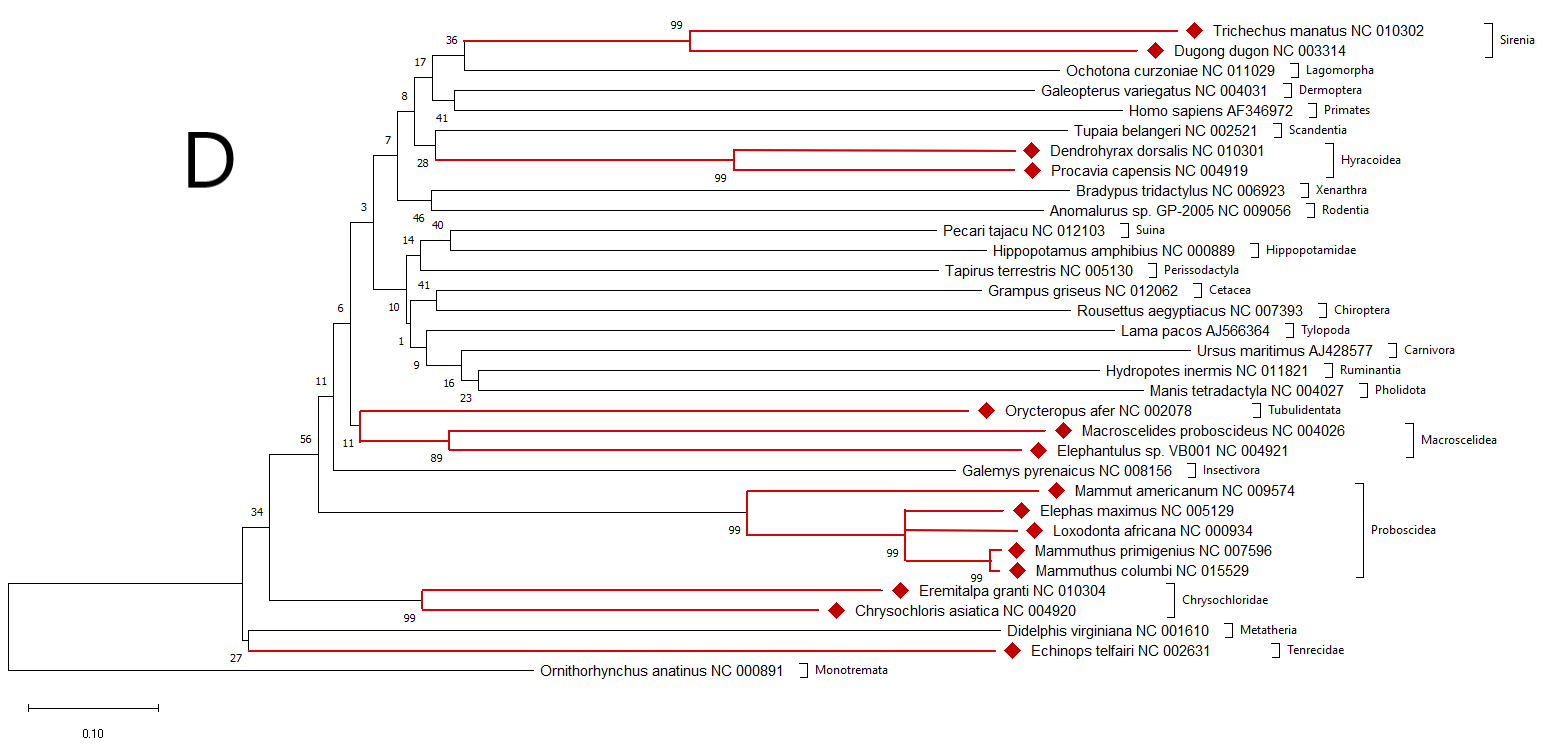 99
Trichechus manatus NC 010302
Sirenia
36
Dugong dugon NC 003314
17
Ochotona curzoniae NC 011029 Lagomorpha
8
Galeopterus variegatus NC 004031 Dermoptera
41
Homo sapiens AF346972 Primates
D
7
Tupaia belangeri NC 002521 Scandentia
28
Dendrohyrax dorsalis NC 010301
Hyracoidea
99
Procavia capensis NC 004919
Bradypus tridactylus NC 006923 Xenarthra
3
46
Anomalurus sp. GP-2005 NC 009056 Rodentia
40
Pecari tajacu NC 012103 Suina
14
Hippopotamus amphibius NC 000889 Hippopotamidae
Tapirus terrestris NC 005130 Perissodactyla
41
Grampus griseus NC 012062 Cetacea
10
Rousettus aegyptiacus NC 007393 Chiroptera
6
Lama pacos AJ566364 Tylopoda
1
Ursus maritimus AJ428577 Carnivora
9
Hydropotes inermis NC 011821 Ruminantia
16
Manis tetradactyla NC 004027 Pholidota
23
11
Orycteropus afer NC 002078 Tubulidentata
Macroscelides proboscideus NC 004026
Macroscelidea
56
11
Elephantulus sp. VB001 NC 004921
89
Galemys pyrenaicus NC 008156 Insectivora
Mammut americanum NC 009574
34
Elephas maximus NC 005129
99
Loxodonta africana NC 000934
Proboscidea
99
Mammuthus primigenius NC 007596
Mammuthus columbi NC 015529
99
Eremitalpa granti NC 010304
Chrysochloridae
99
Chrysochloris asiatica NC 004920
Didelphis virginiana NC 001610 Metatheria
27
Echinops telfairi NC 002631 Tenrecidae
Ornithorhynchus anatinus NC 000891 Monotremata
0.10